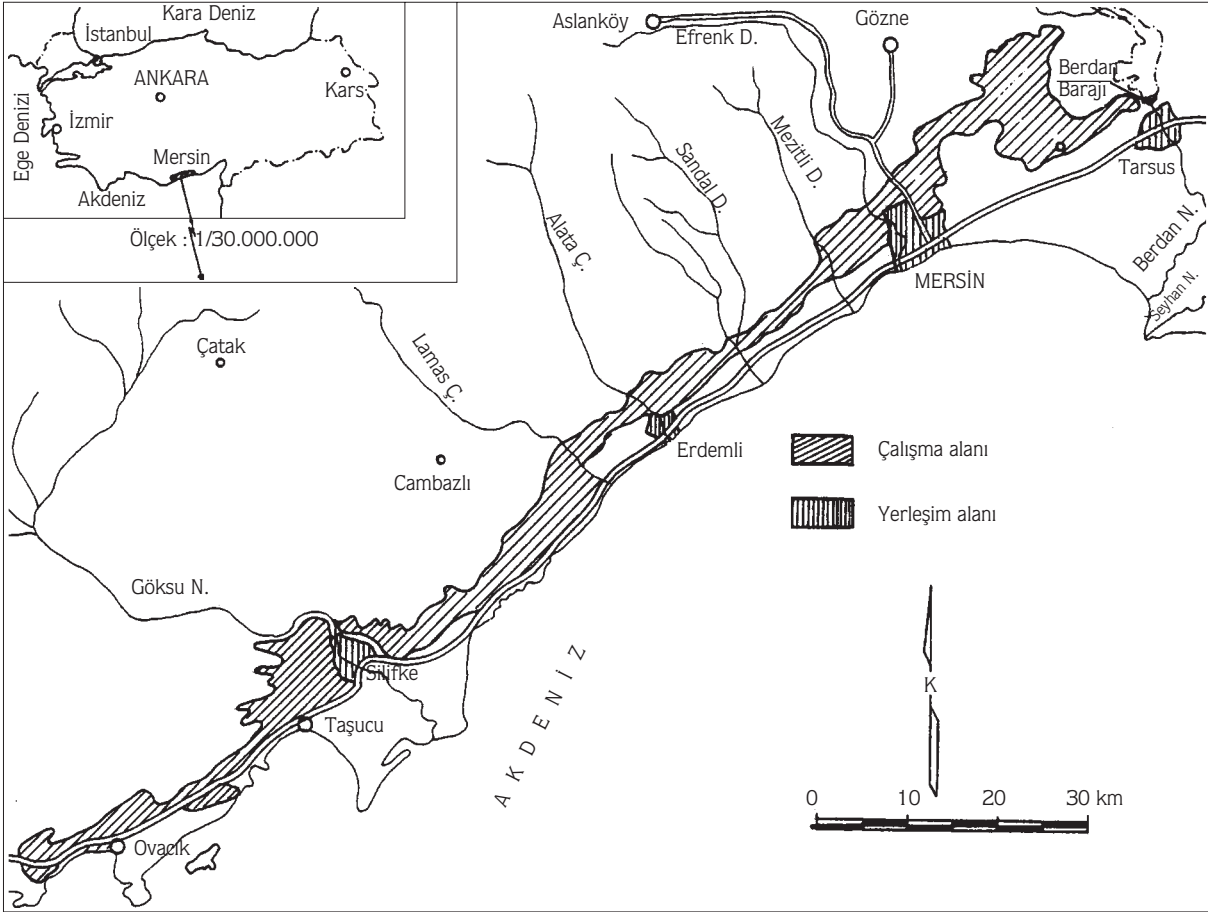 Kara Deniz
İstanbul
ANKARA
Kars
Ege Denizi
İzmir
Mersin
Akdeniz
Ölçek : 1/30.000.000
Aslanköy
Efrenk D.
Gözne
Berdan
Barajı
Tarsus
Mezitli D.
Sandal D.
Alata Ç.
Berdan N.
Seyhan N.
MERSİN
Çatak
Lamas Ç.
Cambazlı
Erdemli
Çalışma alanı
Yerleşim alanı
Göksu N.
Silifke
Taşucu
AKDENİZ
K
0 10 20 30 km
Ovacık